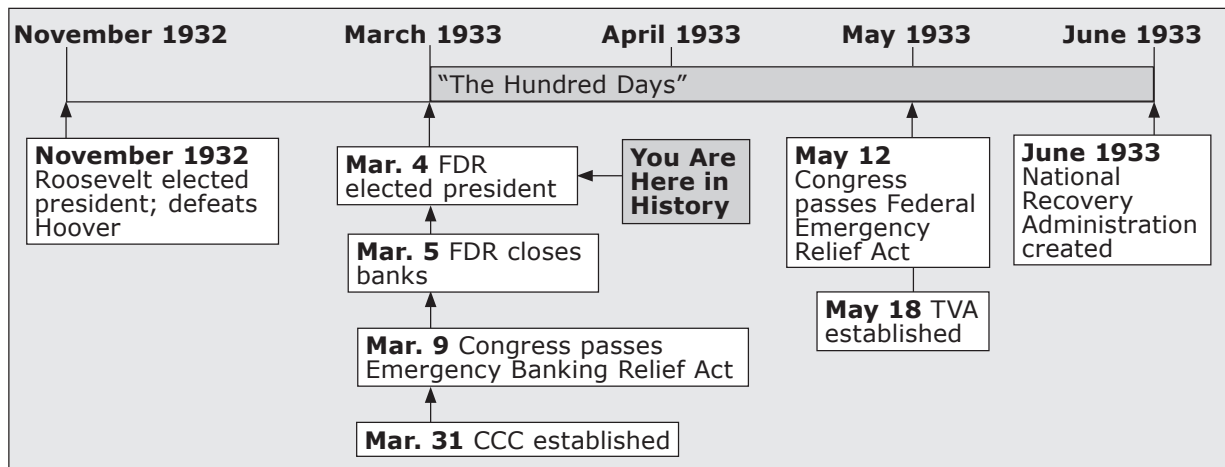 November 1932 March 1933 April 1933 May 1933 June 1933
“The Hundred Days”
November 1932
Roosevelt elected
president; defeats
Hoover
Mar. 4 FDR
elected president
You Are
Here in
History
Mar. 5 FDR closes
banks
Mar. 9 Congress passes
Emergency Banking Relief Act
Mar. 31 CCC established
May 12
Congress
passes Federal
Emergency
Relief Act
May 18 TVA
established
June 1933
National
Recovery
Administration
created